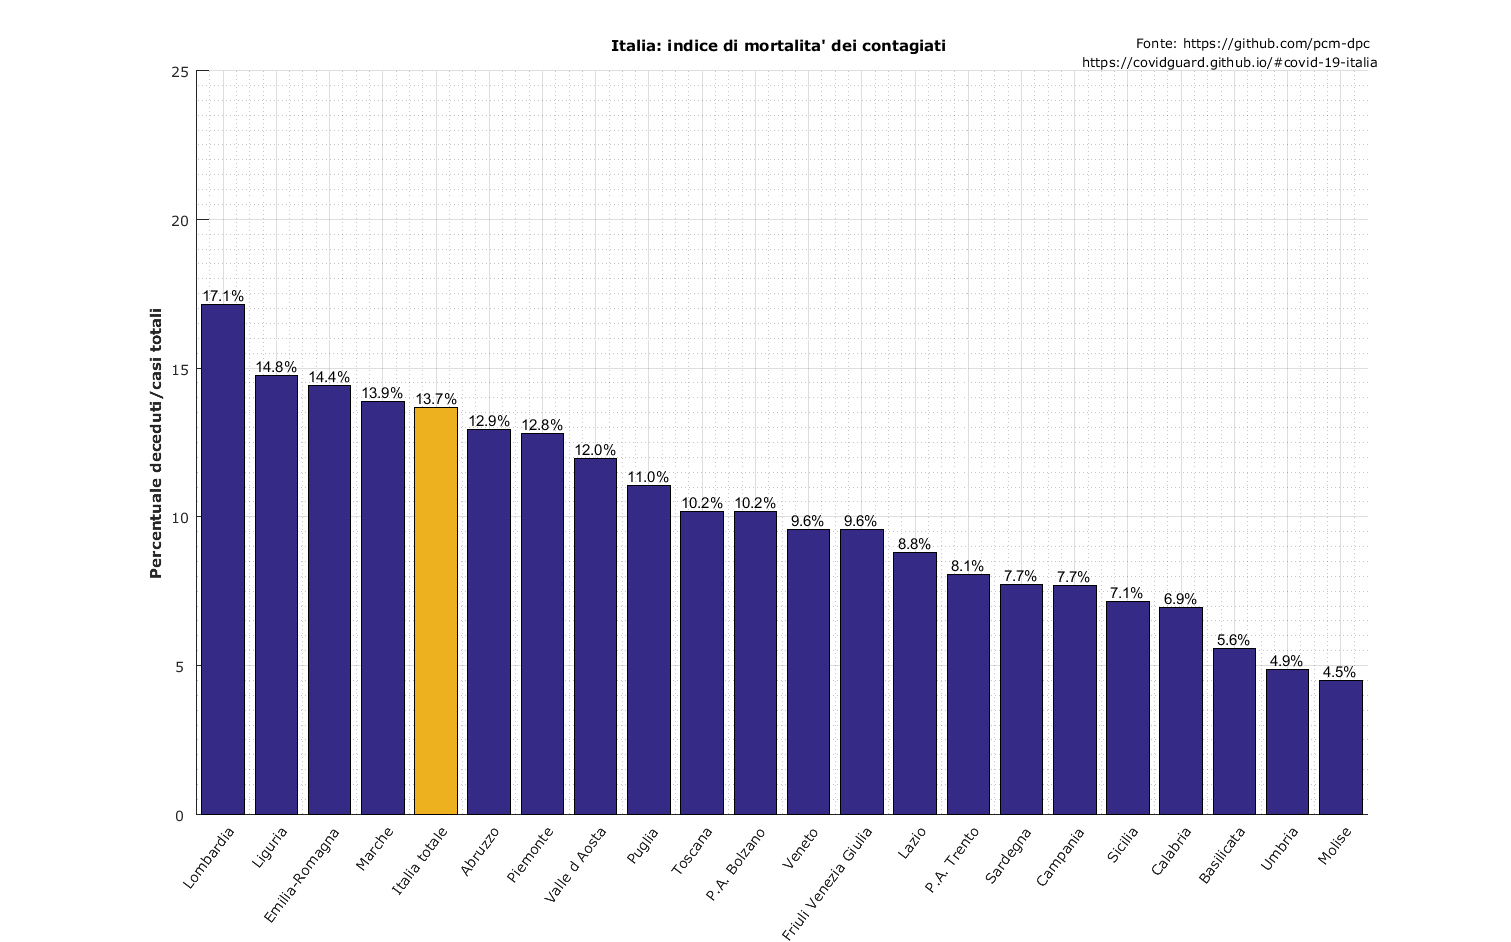 Italia: indice di mortalita' dei contagiati
Fonte: https://github.com/pcm-dpc
https://covidguard.github.io/#covid-19-italia
Percentuale deceduti/casi totali
25
20
15
10
5
0
17.1%
14.8%
14.4%
13.9%
13.7%
12.9%
12.8%
12.0%
11.0%
10.2%
10.2%
9.6%
9.6%
8.8%
8.1%
7.7%
7.7%
7.1%
6.9%
5.6%
4.9%
4.5%
Lombardia
Liguria
Emilia-Romagna
Marche
Italia totale
Abruzzo
Piemonte
Valle d Aosta
Puglia
Toscana
P.A. Bolzano
Veneto
Friuli Venezia Giulia
Lazio
P.A. Trento
Sardegna
Campania
Sicilia
Calabria
Basilicata
Umbria
Molise